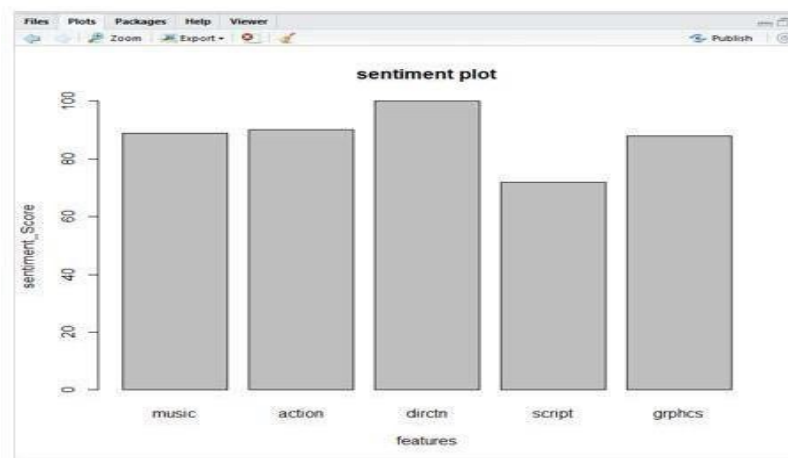 Files Plots Packages Help Viewer
Zoom Export Publish
sentiment plot
100
80
60
40
20
0
sentiment_Score
music action dirctn script grphcs
features